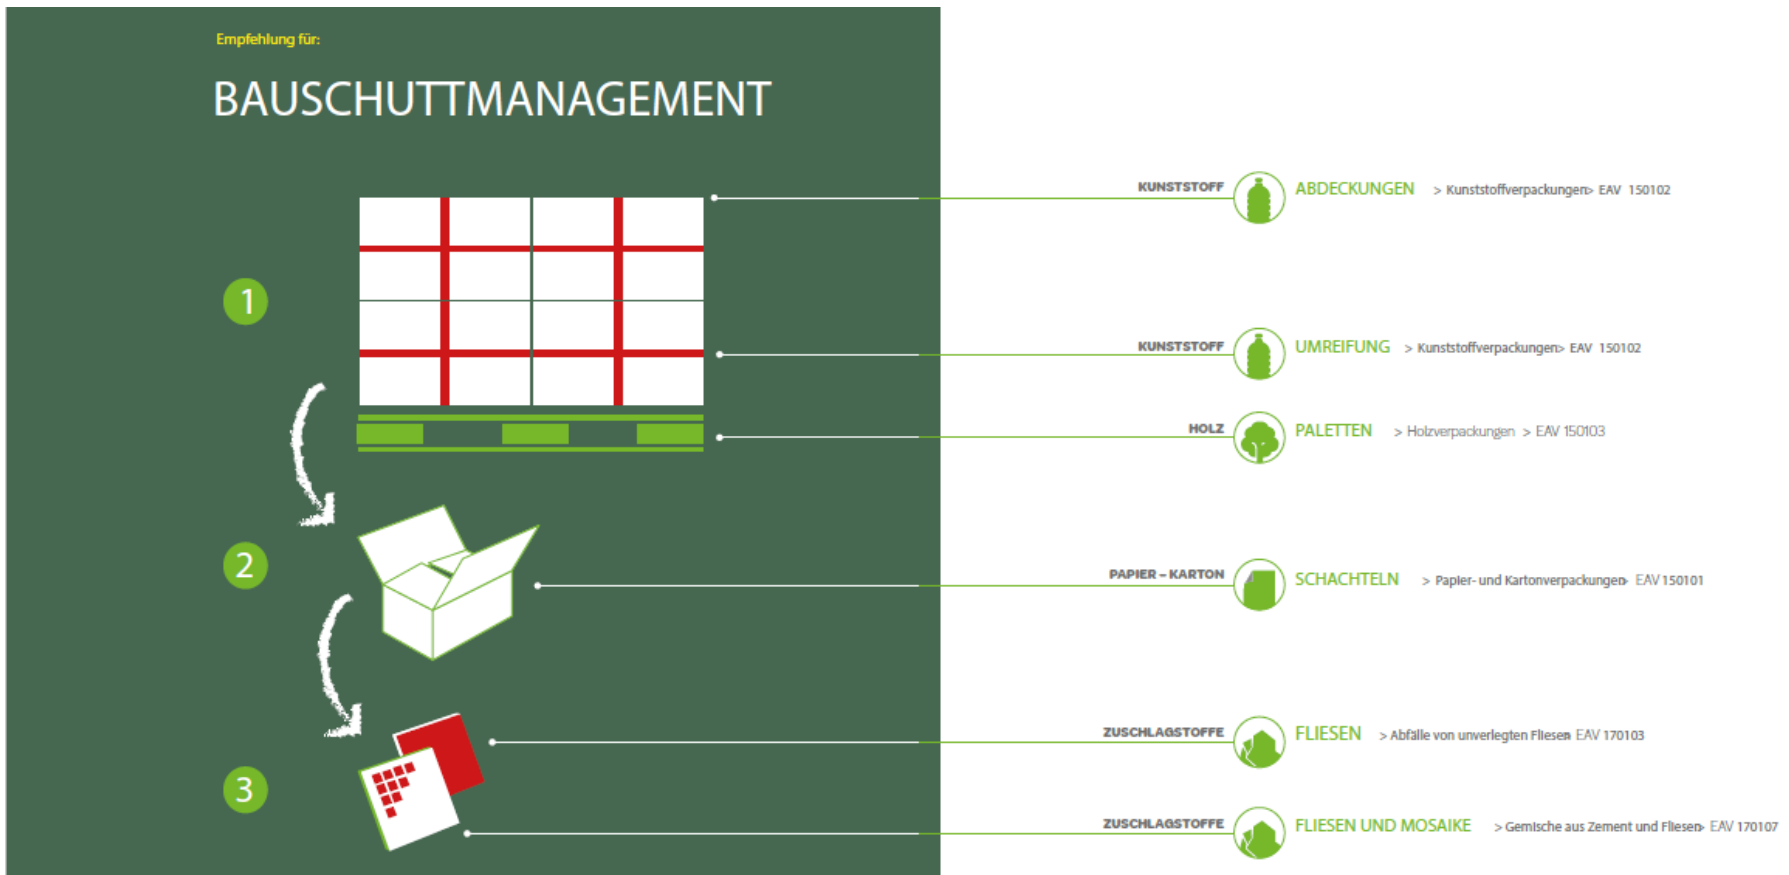 Empfehlung für:
BAUSCHUTTMANAGEMENT
1
KUNSTSTOFF ABDECKUNGEN > Kunststoffverpackungen> EAV 150102
KUNSTSTOFF UMREIFUNG > Kunststoffverpackungen> EAV 150102
HOLZ PALETTEN > Holzverpackungen > EAV 150103
2
PAPIER – KARTON SCHACHTELN > Papier- und Kartonverpackungen> EAV 150101
3
ZUSCHLAGSTOFFE FLIESEN > Abfälle von unverlegten Fliesen> EAV 170103
ZUSCHLAGSTOFFE FLIESEN UND MOSAIKE > Gemische aus Zement und Fliesen> EAV 170107